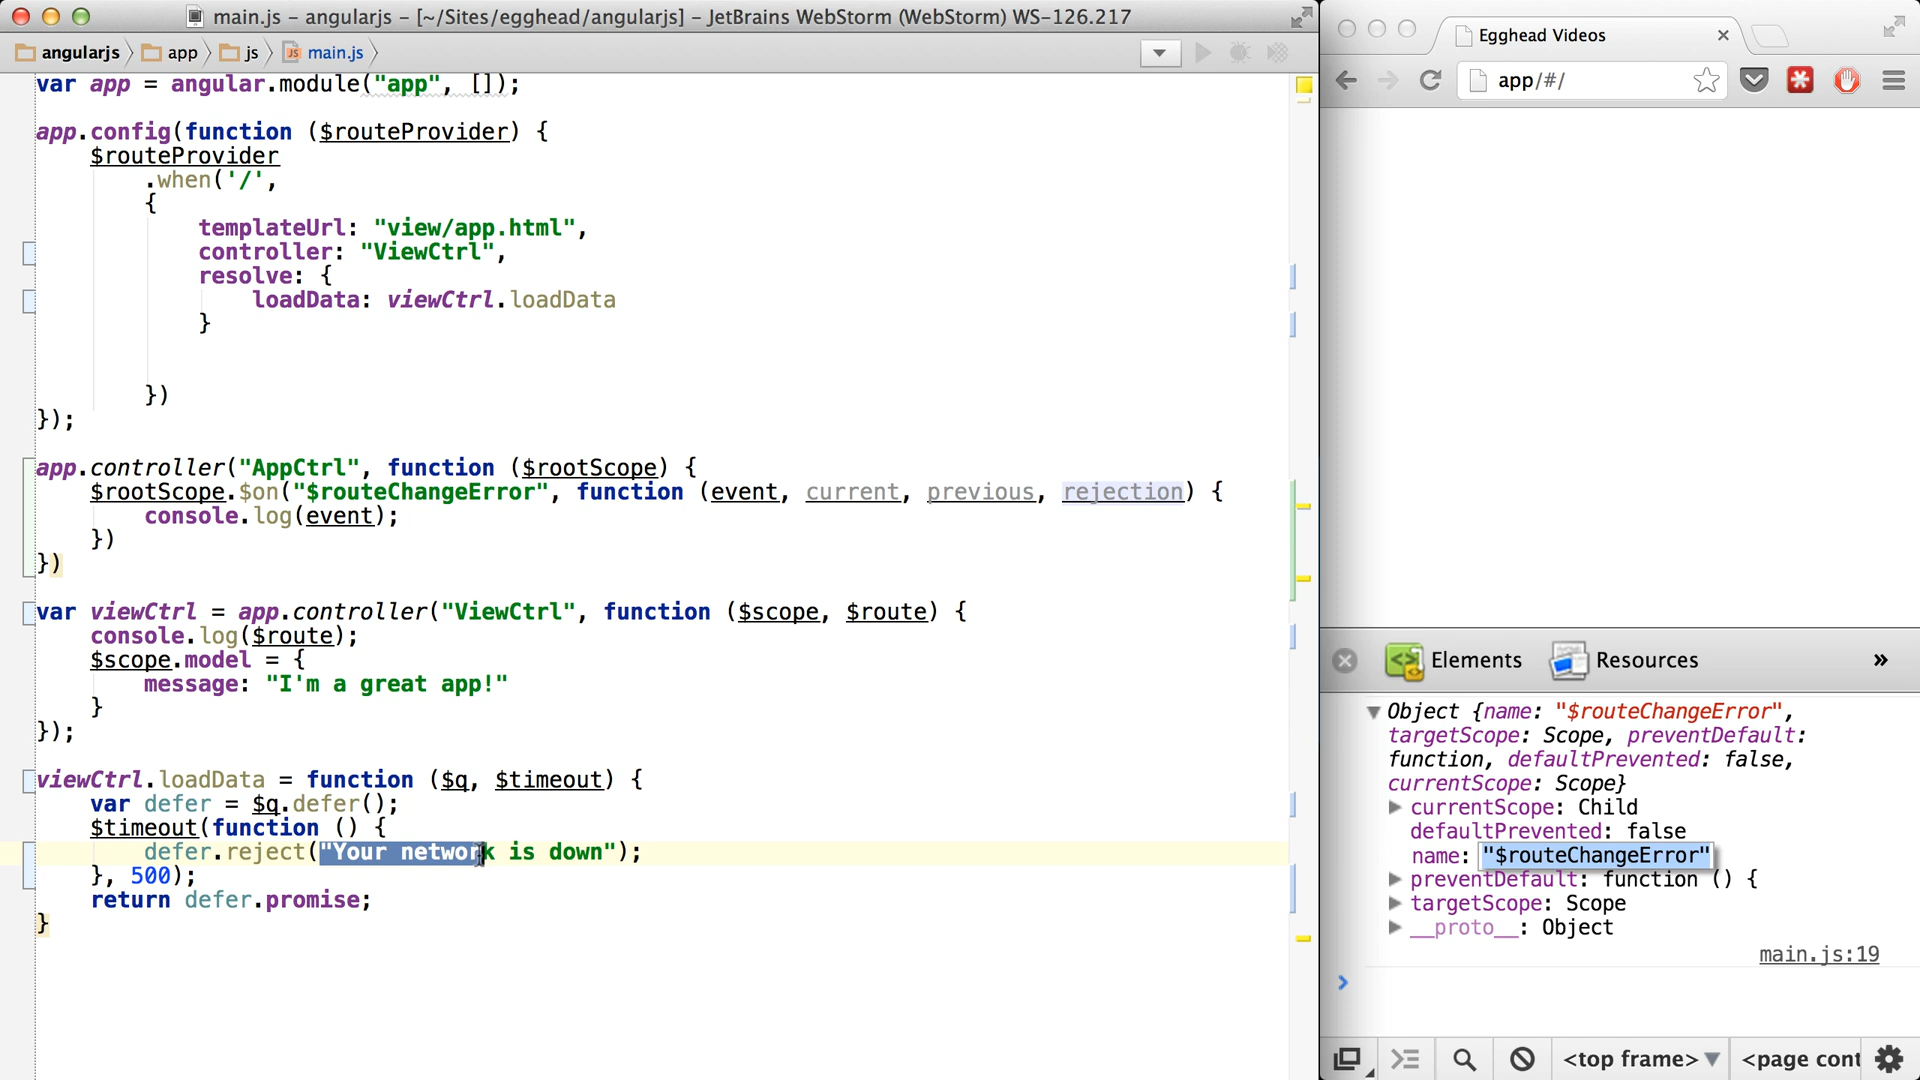 main.js – angularjs – [~/Sites/egghead/angularjs] – JetBrains WebStorm (WebStorm) WS-126.217
angularjs app js main.js
var app = angular.module("app", []);
app.config(function ($routeProvider) {
$routeProvider
.when('/',
{
templateUrl: "view/app.html",
controller: "ViewCtrl",
resolve: {
loadData: viewCtrl.loadData
}
})
});
app.controller("AppCtrl", function ($rootScope) {
$rootScope.$on("$routeChangeError", function (event, current, previous, rejection) {
console.log(event);
})
})
var viewCtrl = app.controller("ViewCtrl", function ($scope, $route) {
console.log($route);
$scope.model = {
message: "I'm a great app!"
}
});
viewCtrl.loadData = function ($q, $timeout) {
var defer = $q.defer();
$timeout(function () {
defer.reject("Your network is down");
}, 500);
return defer.promise;
}
Egghead Videos
app/#/
Elements Resources »
Object {name: "$routeChangeError",
targetScope: Scope, preventDefault:
function, defaultPrevented: false,
currentScope: Scope}
currentScope: Child
defaultPrevented: false
name: "$routeChangeError"
preventDefault: function () {
targetScope: Scope
__proto__: Object
main.js:19
<top frame> <page cont